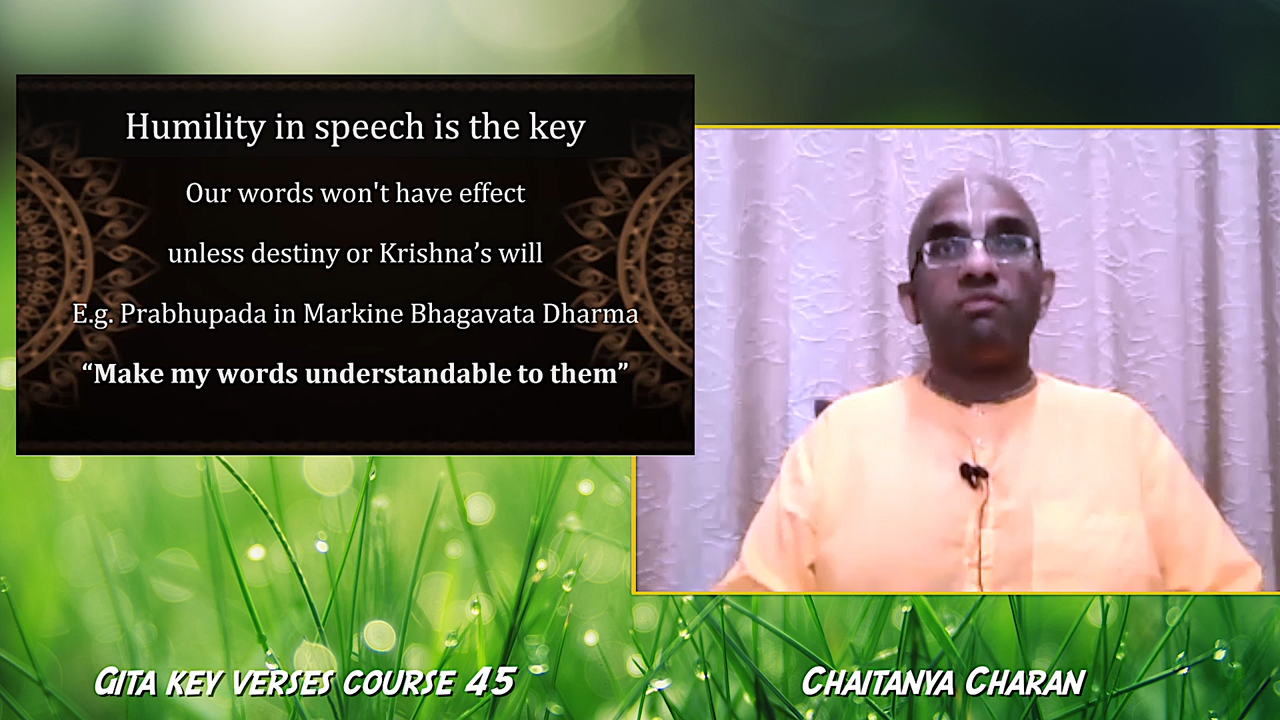 Humility in speech is the key
Our words won't have effect
unless destiny or Krishna’s will
E.g. Prabhupada in Markine Bhagavata Dharma
“Make my words understandable to them”
GITA KEY VERSES COURSE 45
CHAITANYA CHARAN